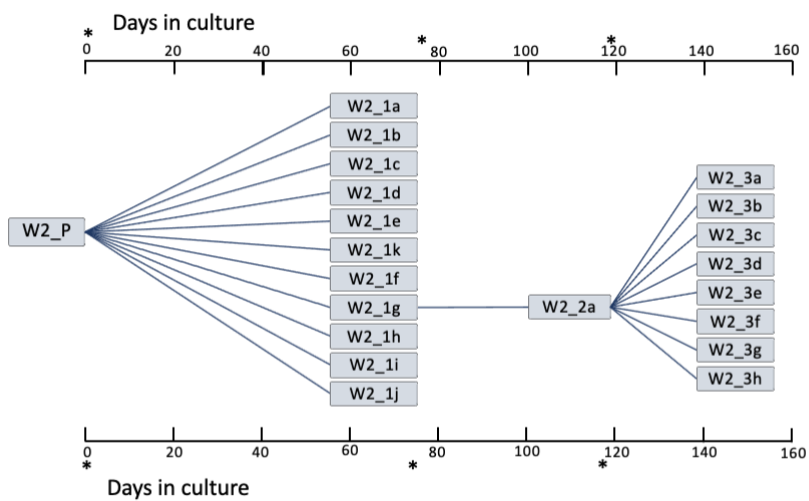 Days in culture
* * *
0 20 40 60 80 100 120 140 160
W2_1a
W2_1b
W2_1c
W2_1d
W2_1e
W2_1k
W2_1f
W2_1g
W2_1h
W2_1i
W2_1j
W2_P
W2_2a
W2_3a
W2_3b
W2_3c
W2_3d
W2_3e
W2_3f
W2_3g
W2_3h
0 20 40 60 80 100 120 140 160
* * *
Days in culture